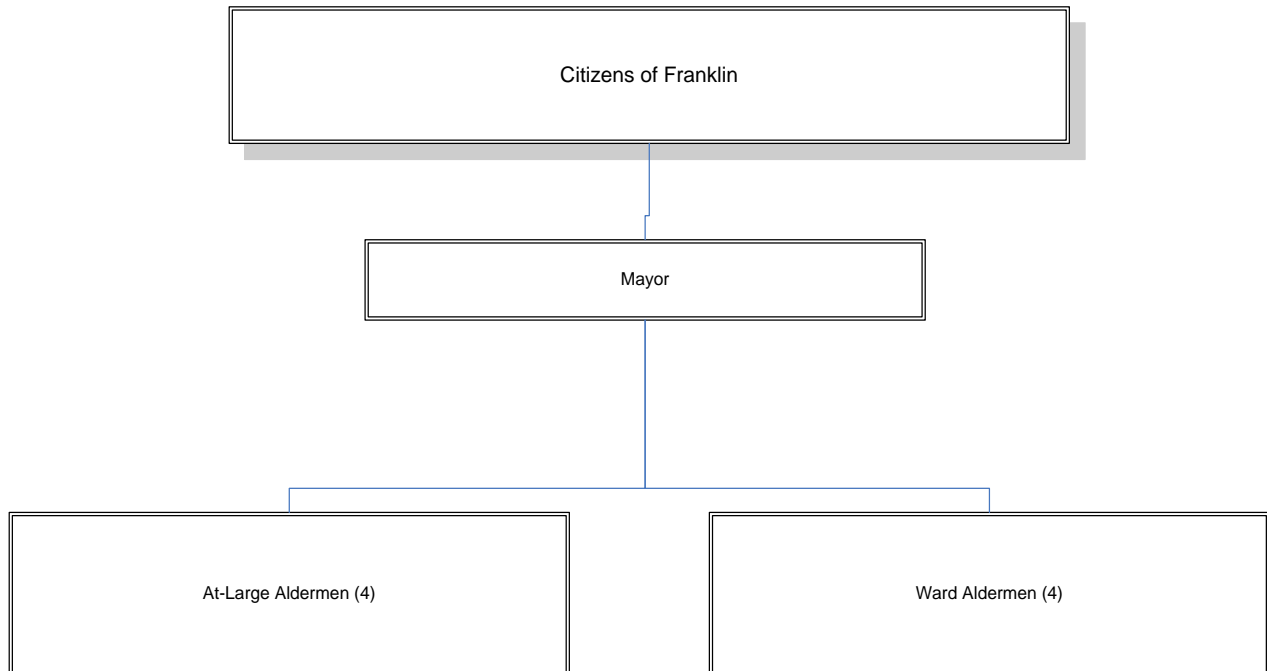 Citizens of Franklin
Mayor
At-Large Aldermen (4)
Ward Aldermen (4)